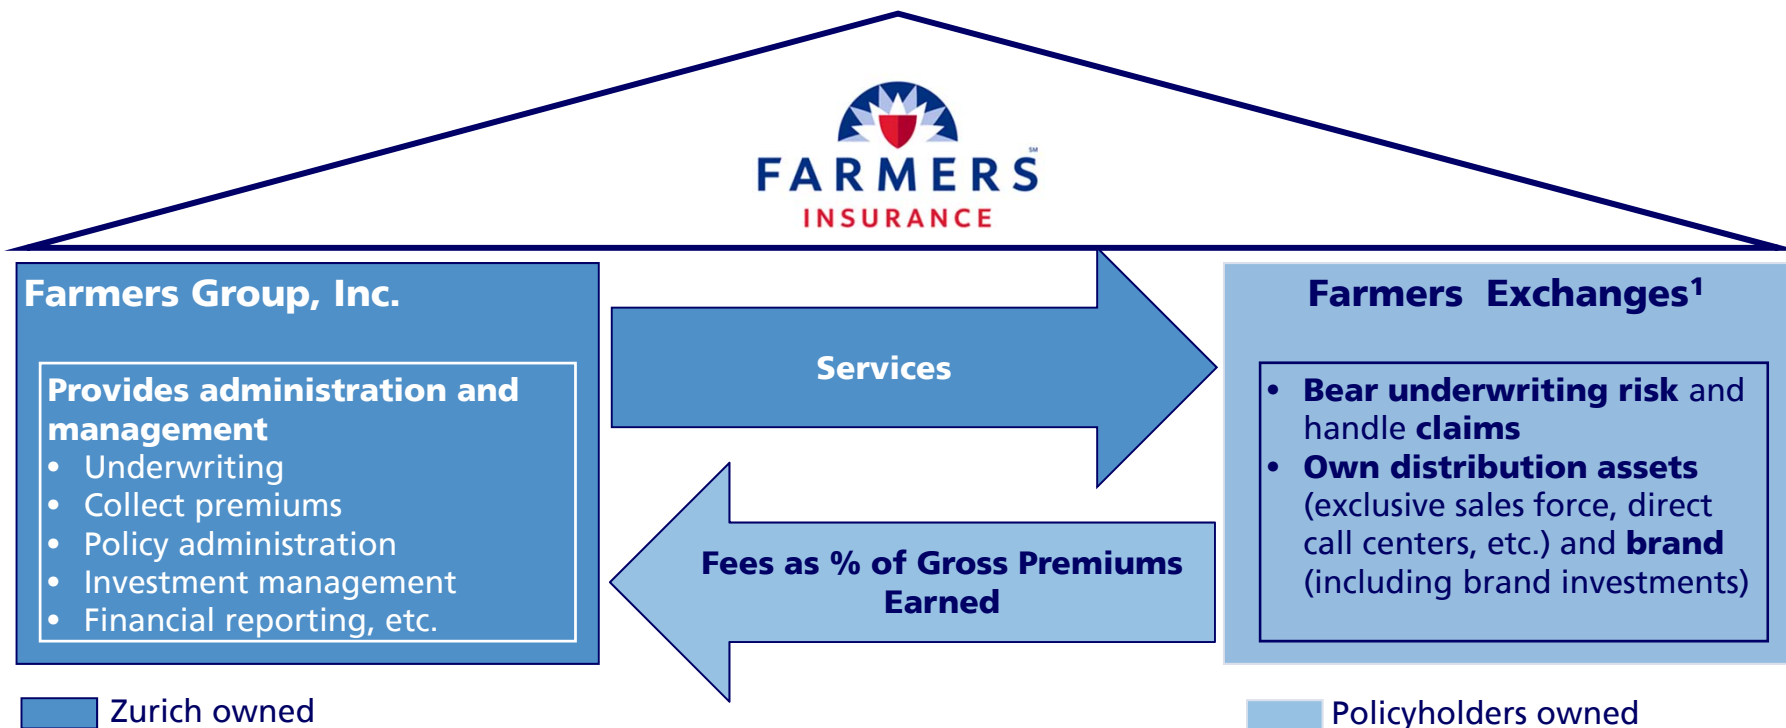 FARMERS SM
INSURANCE
Farmers Group, Inc.
Provides administration and
management
• Underwriting
• Collect premiums
• Policy administration
• Investment management
• Financial reporting, etc.
Services
Fees as % of Gross Premiums
Earned
Farmers Exchanges¹
• Bear underwriting risk and
handle claims
• Own distribution assets
(exclusive sales force, direct
call centers, etc.) and brand
(including brand investments)
Zurich owned
Policyholders owned